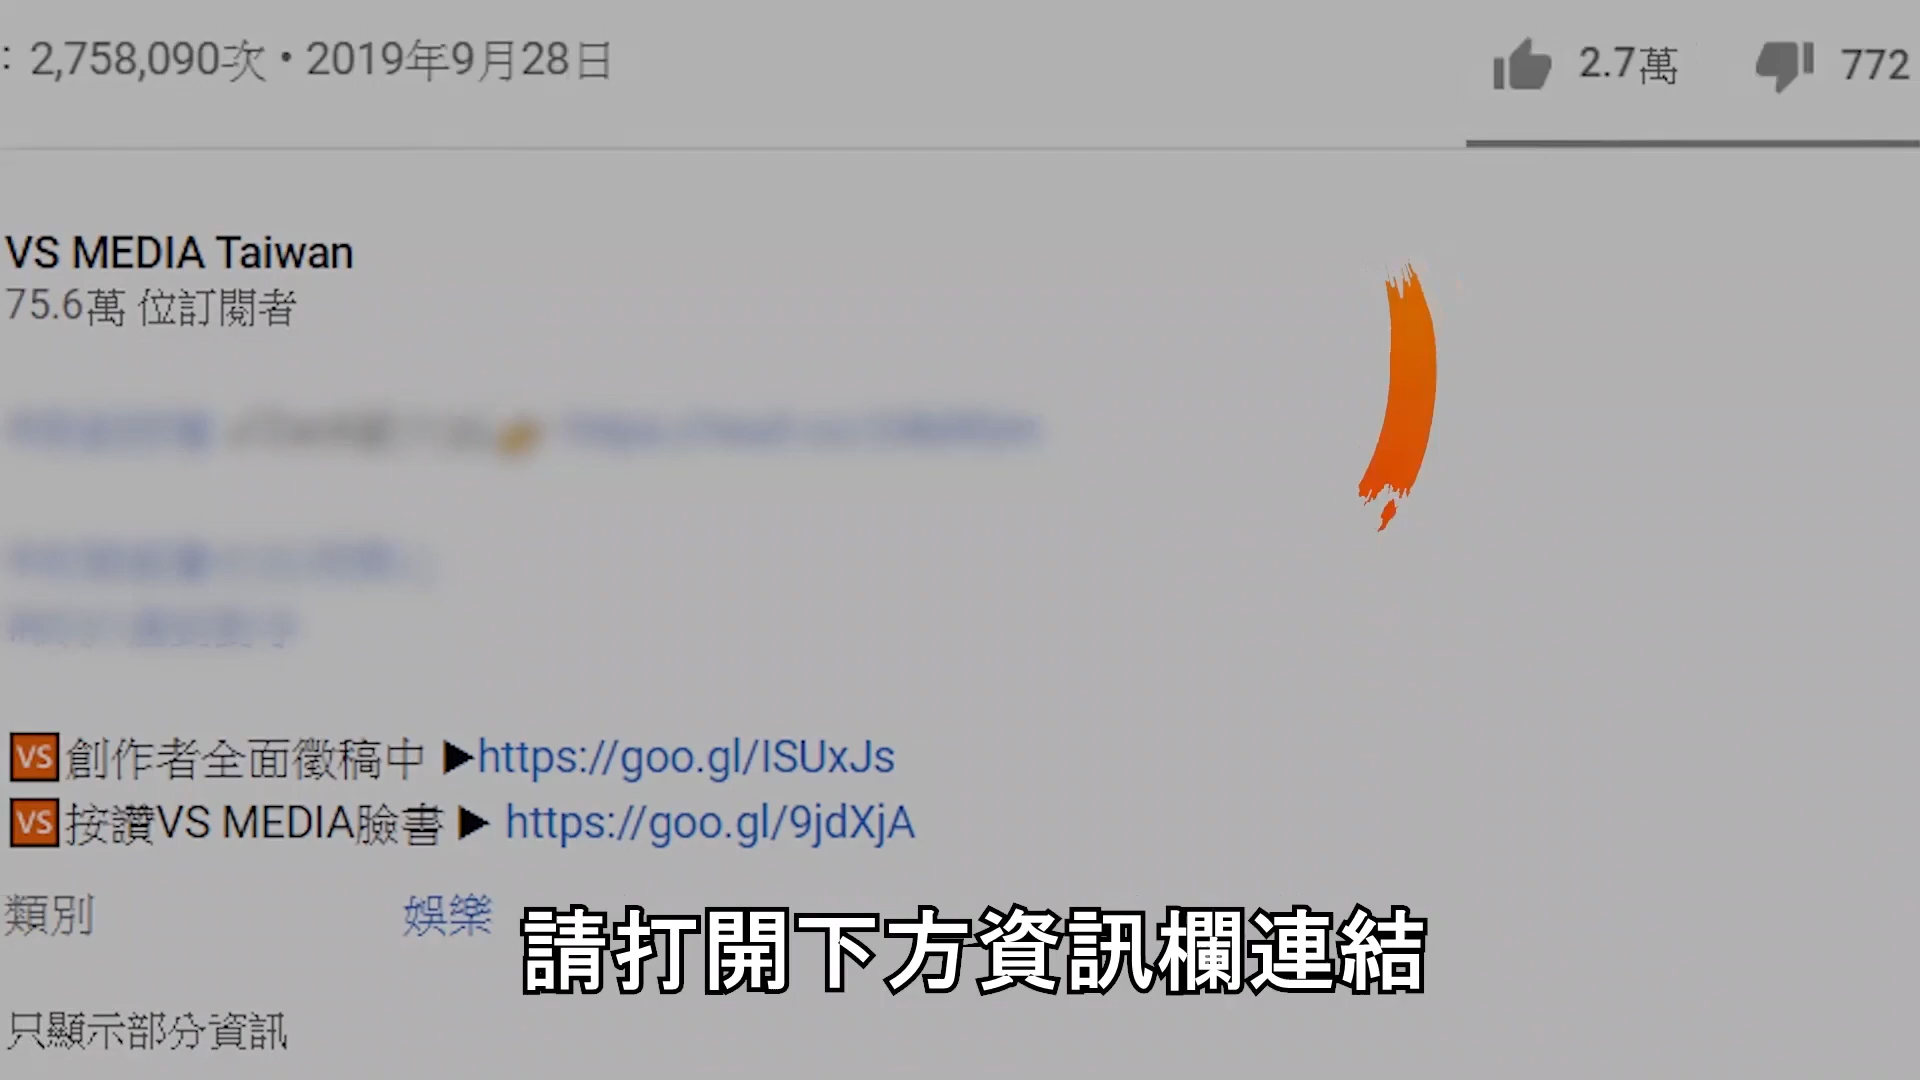 ：2,758,090次 • 2019年9月28日
2.7萬
772
VS MEDIA Taiwan
75.6萬 位訂閱者
VS 創作者全面徵稿中 ▶https://goo.gl/ISUxJs
VS 按讚VS MEDIA臉書 ▶ https://goo.gl/9jdXjA
類別 娛樂
請打開下方資訊欄連結
只顯示部分資訊